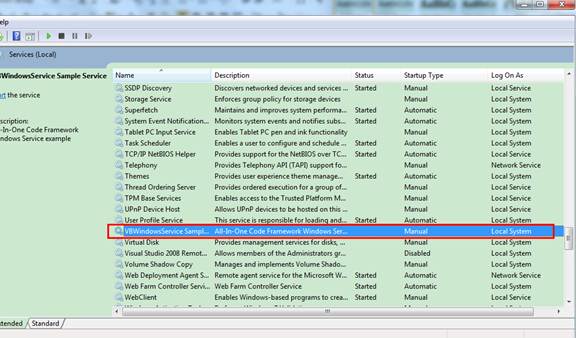 elp
Services (Local)
BWindowsService Sample Service
the service
scription:
-In-One Code Framework
ndows Service example
Name Description Status Startup Type Log On As
SSDP Discovery Discovers networked devices and services ... Started Manual Local Service
Storage Service Enforces group policy for storage devices Manual Local System
Superfetch Maintains and improves system performa... Started Automatic Local System
System Event Notification... Monitors system events and notifies subs... Started Automatic Local System
Tablet PC Input Service Enables Tablet PC pen and ink functionality Manual Local System
Task Scheduler Enables a user to configure and schedule ... Started Automatic Local System
TCP/IP NetBIOS Helper Provides support for the NetBIOS over TC... Started Automatic Local Service
Telephony Provides Telephony API (TAPI) support fo... Manual Network Service
Themes Provides user experience theme manage... Started Automatic Local System
Thread Ordering Server Provides ordered execution for a group of... Manual Local Service
TPM Base Services Enables access to the Trusted Platform M... Manual Local Service
UPnP Device Host Allows UPnP devices to be hosted on this ... Manual Local Service
User Profile Service This service is responsible for loading and... Started Automatic Local System
VBWindowsService Sampl... All-In-One Code Framework Windows Ser... Manual Local System
Virtual Disk Provides management services for disks, ... Manual Local System
Visual Studio 2008 Remot... Allows members of the Administrators gr... Disabled Local System
Volume Shadow Copy Manages and implements Volume Shado... Manual Local System
Web Deployment Agent S... Remote agent service for the Microsoft W... Started Automatic Network Service
Web Farm Controller Servi... Web Farm Controller Service Started Automatic Local System
WebClient Enables Windows-based programs to crea... Manual Local Service
xtended Standard